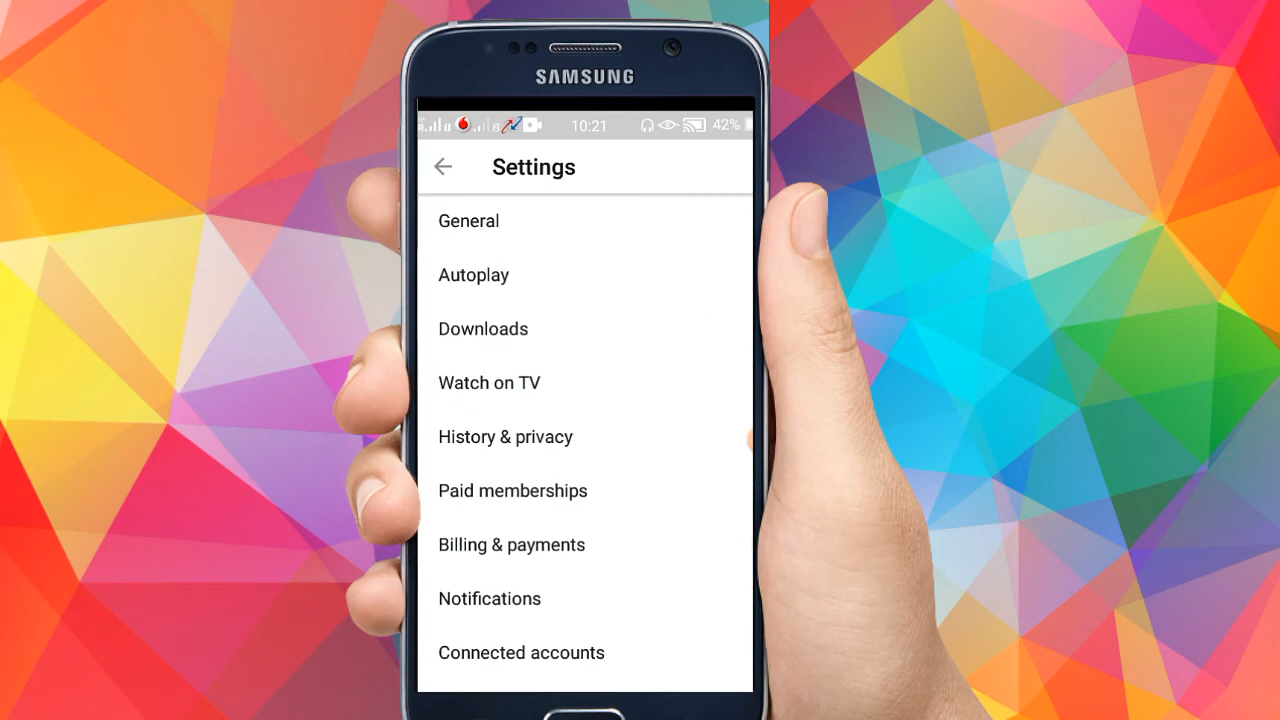 SAMSUNG
10:21 42%
Settings
General
Autoplay
Downloads
Watch on TV
History & privacy
Paid memberships
Billing & payments
Notifications
Connected accounts